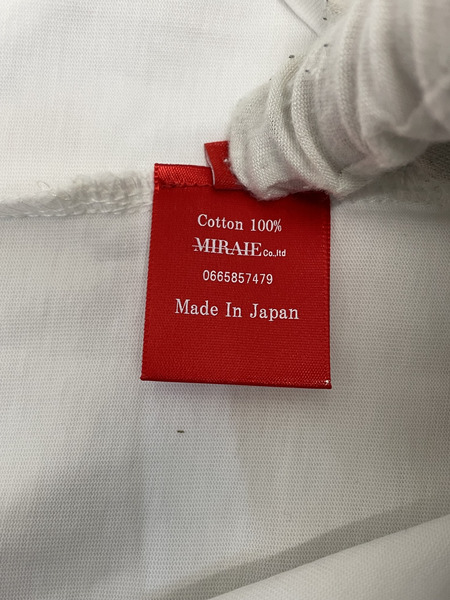 Cotton 100%
MIRAIE Co.,ltd
0665857479
Made In Japan